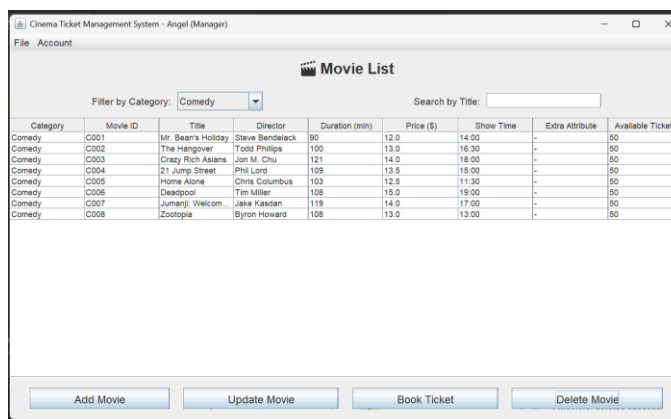 Cinema Ticket Management System - Angel (Manager)
File Account
Movie List
Filter by Category: Comedy Search by Title:
Category Movie ID Title Director Duration (min) Price ($) Show Time Extra Attribute Available Ticket
Comedy C001 Mr. Bean's Holiday Steve Bendelack 90 12.0 14:00 - 50
Comedy C002 The Hangover Todd Phillips 100 13.0 16:30 - 50
Comedy C003 Crazy Rich Asians Jon M. Chu 121 14.0 18:00 - 50
Comedy C004 21 Jump Street Phil Lord 109 13.5 15:00 - 50
Comedy C005 Home Alone Chris Columbus 103 12.5 11:30 - 50
Comedy C006 Deadpool Tim Miller 108 15.0 19:00 - 50
Comedy C007 Jumanji: Welcom... Jake Kasdan 119 14.0 17:00 - 50
Comedy C008 Zootopia Byron Howard 108 13.0 13:00 - 50
Add Movie Update Movie Book Ticket Delete Movie